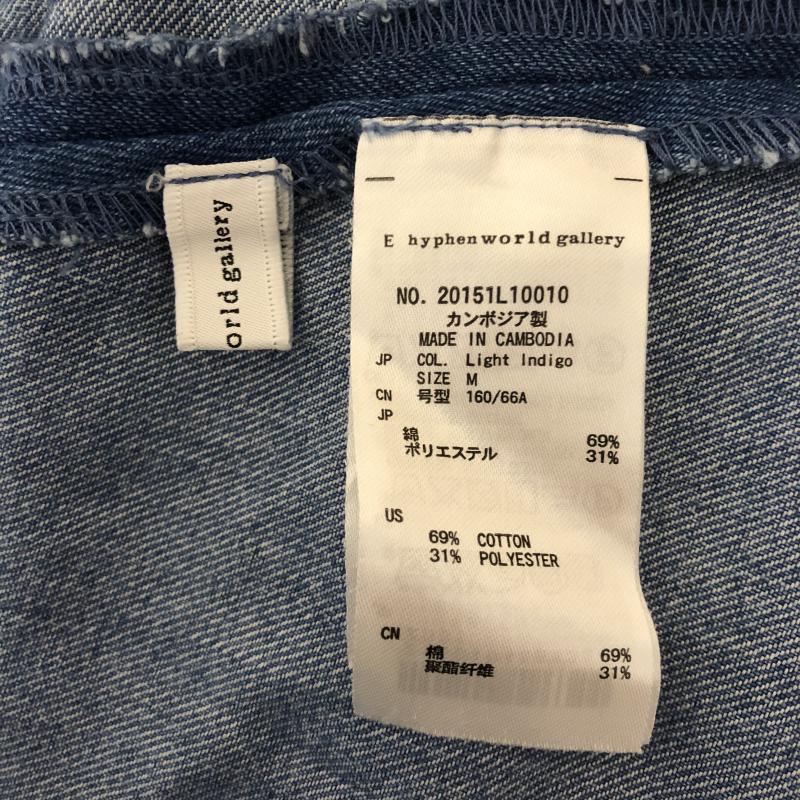 world gallery
E hyphen world gallery
NO. 20151L10010
カンボジア製
MADE IN CAMBODIA
JP COL. Light Indigo
SIZE M
CN 号型 160/66A
JP
綿 69%
ポリエステル 31%
US
69% COTTON
31% POLYESTER
CN
棉 69%
聚酯纤维 31%